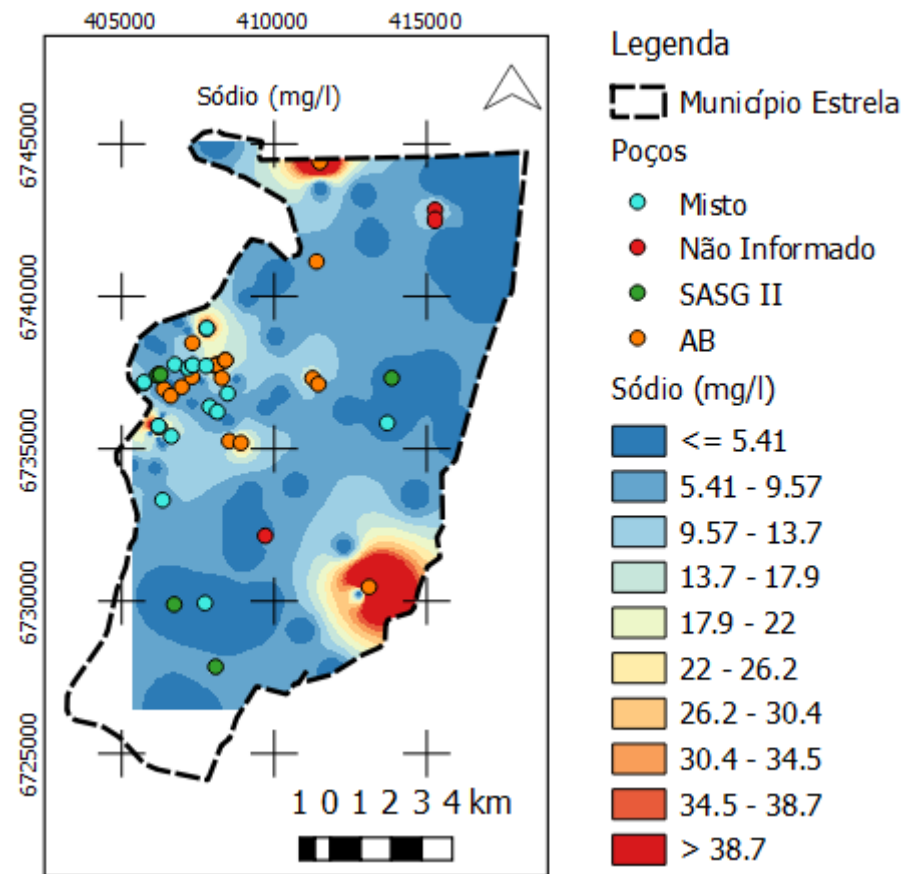 405000 410000 415000
Sódio (mg/l)
6745000
6740000
6735000
6730000
6725000
1 0 1 2 3 4 km
Legenda
Município Estrela
Poços
Misto
Não Informado
SASG II
AB
Sódio (mg/l)
<= 5.41
5.41 - 9.57
9.57 - 13.7
13.7 - 17.9
17.9 - 22
22 - 26.2
26.2 - 30.4
30.4 - 34.5
34.5 - 38.7
> 38.7